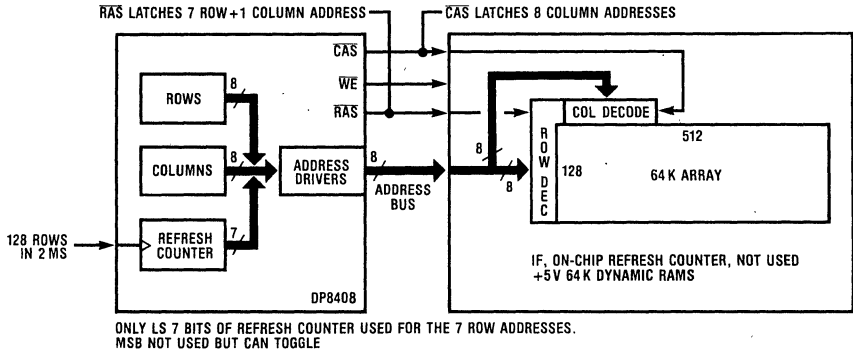 RAS LATCHES 7 ROW+1 COLUMN ADDRESS
CAS LATCHES 8 COLUMN ADDRESSES
CAS
WE
RAS
ROWS
8
COLUMNS
8
REFRESH
COUNTER
7
128 ROWS
IN 2 MS
ADDRESS
DRIVERS
8
ADDRESS
BUS
DP8408
8
8
COL DECODE
ROW DEC
512
128
64K ARRAY
IF, ON-CHIP REFRESH COUNTER, NOT USED
+5V 64K DYNAMIC RAMS
ONLY LS 7 BITS OF REFRESH COUNTER USED FOR THE 7 ROW ADDRESSES.
MSB NOT USED BUT CAN TOGGLE